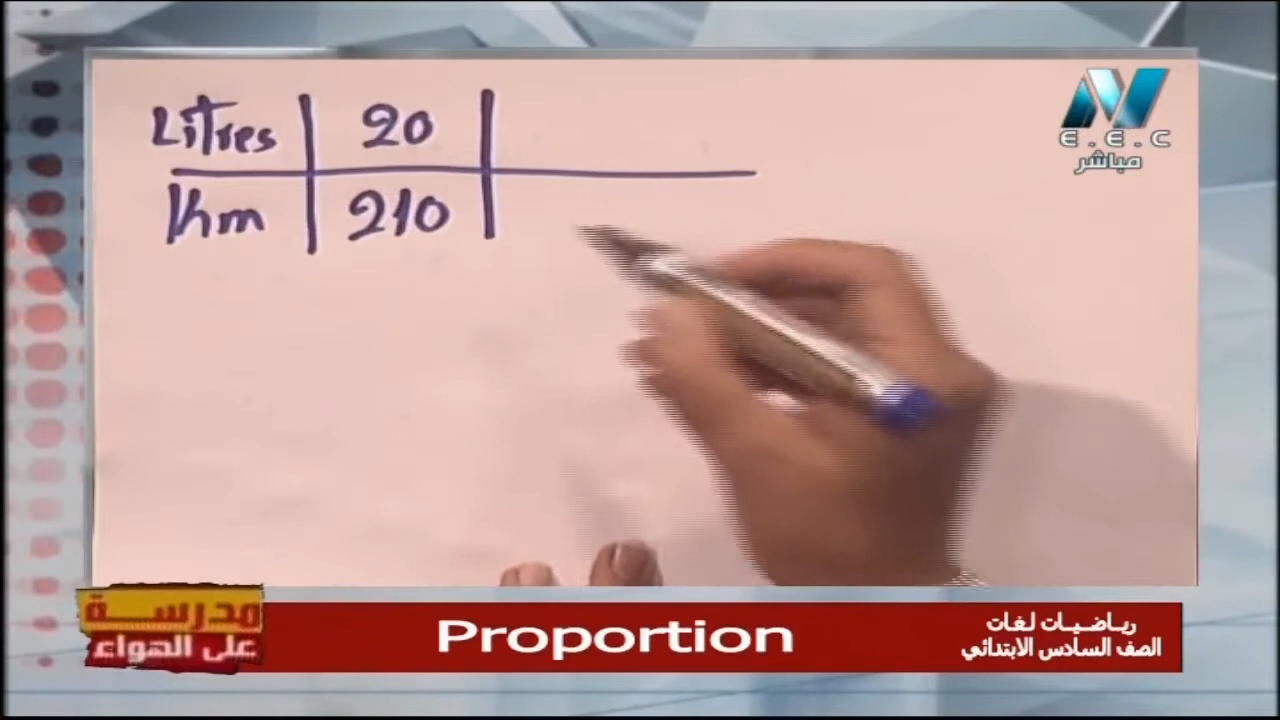 Litres 20
Km 210
E.E.C
مباشر
مدرسة
على الهواء
Proportion
رياضيات لغات
الصف السادس الابتدائي